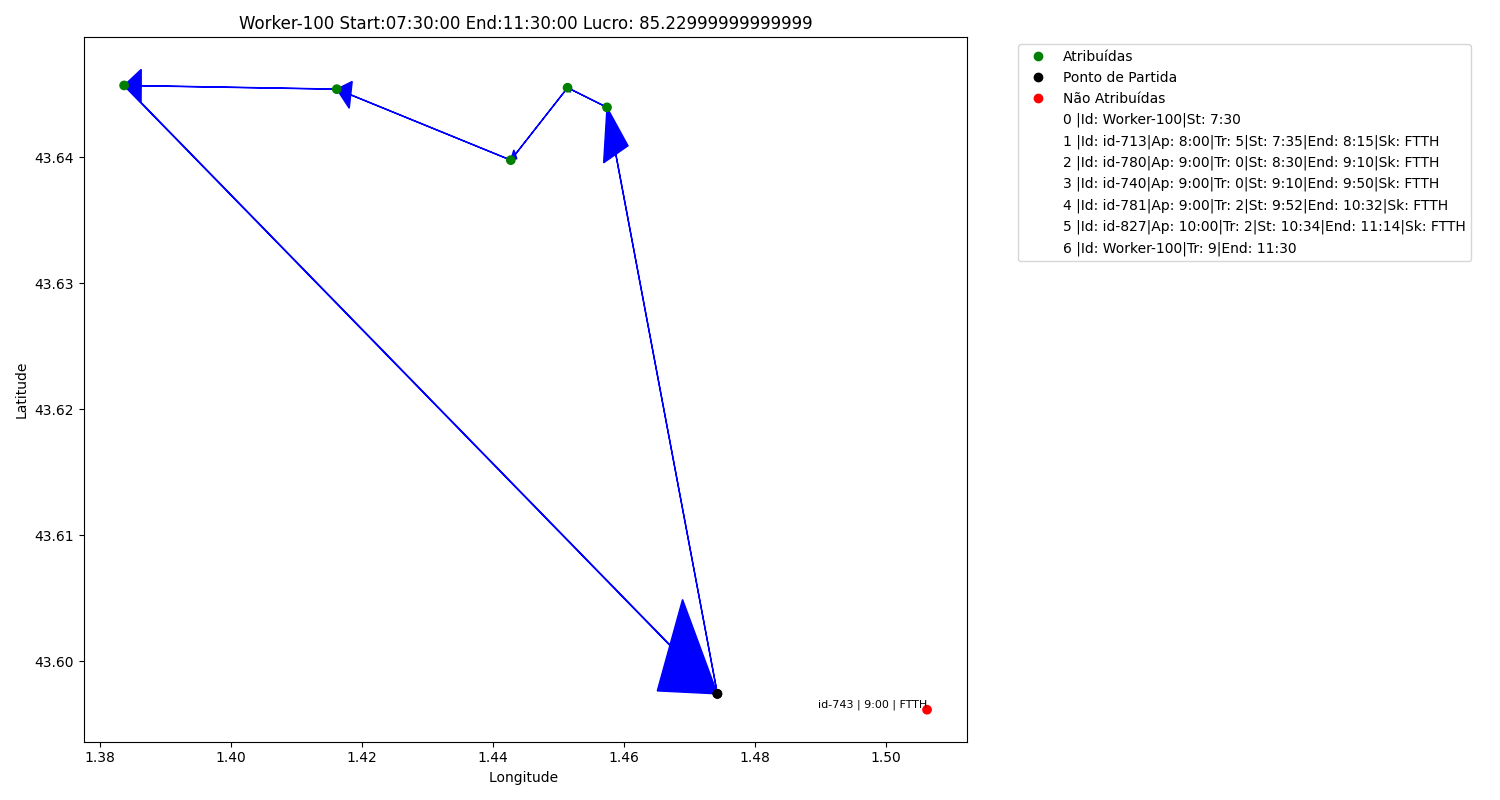 Worker-100 Start:07:30:00 End:11:30:00 Lucro: 85.22999999999999
Atribuídas
Ponto de Partida
Não Atribuídas
0 |Id: Worker-100|St: 7:30
1 |Id: id-713|Ap: 8:00|Tr: 5|St: 7:35|End: 8:15|Sk: FTTH
2 |Id: id-780|Ap: 9:00|Tr: 0|St: 8:30|End: 9:10|Sk: FTTH
3 |Id: id-740|Ap: 9:00|Tr: 0|St: 9:10|End: 9:50|Sk: FTTH
4 |Id: id-781|Ap: 9:00|Tr: 2|St: 9:52|End: 10:32|Sk: FTTH
5 |Id: id-827|Ap: 10:00|Tr: 2|St: 10:34|End: 11:14|Sk: FTTH
6 |Id: Worker-100|Tr: 9|End: 11:30
43.64
43.63
43.62
43.61
43.60
Latitude
id-743 | 9:00 | FTTH
1.38 1.40 1.42 1.44 1.46 1.48 1.50
Longitude